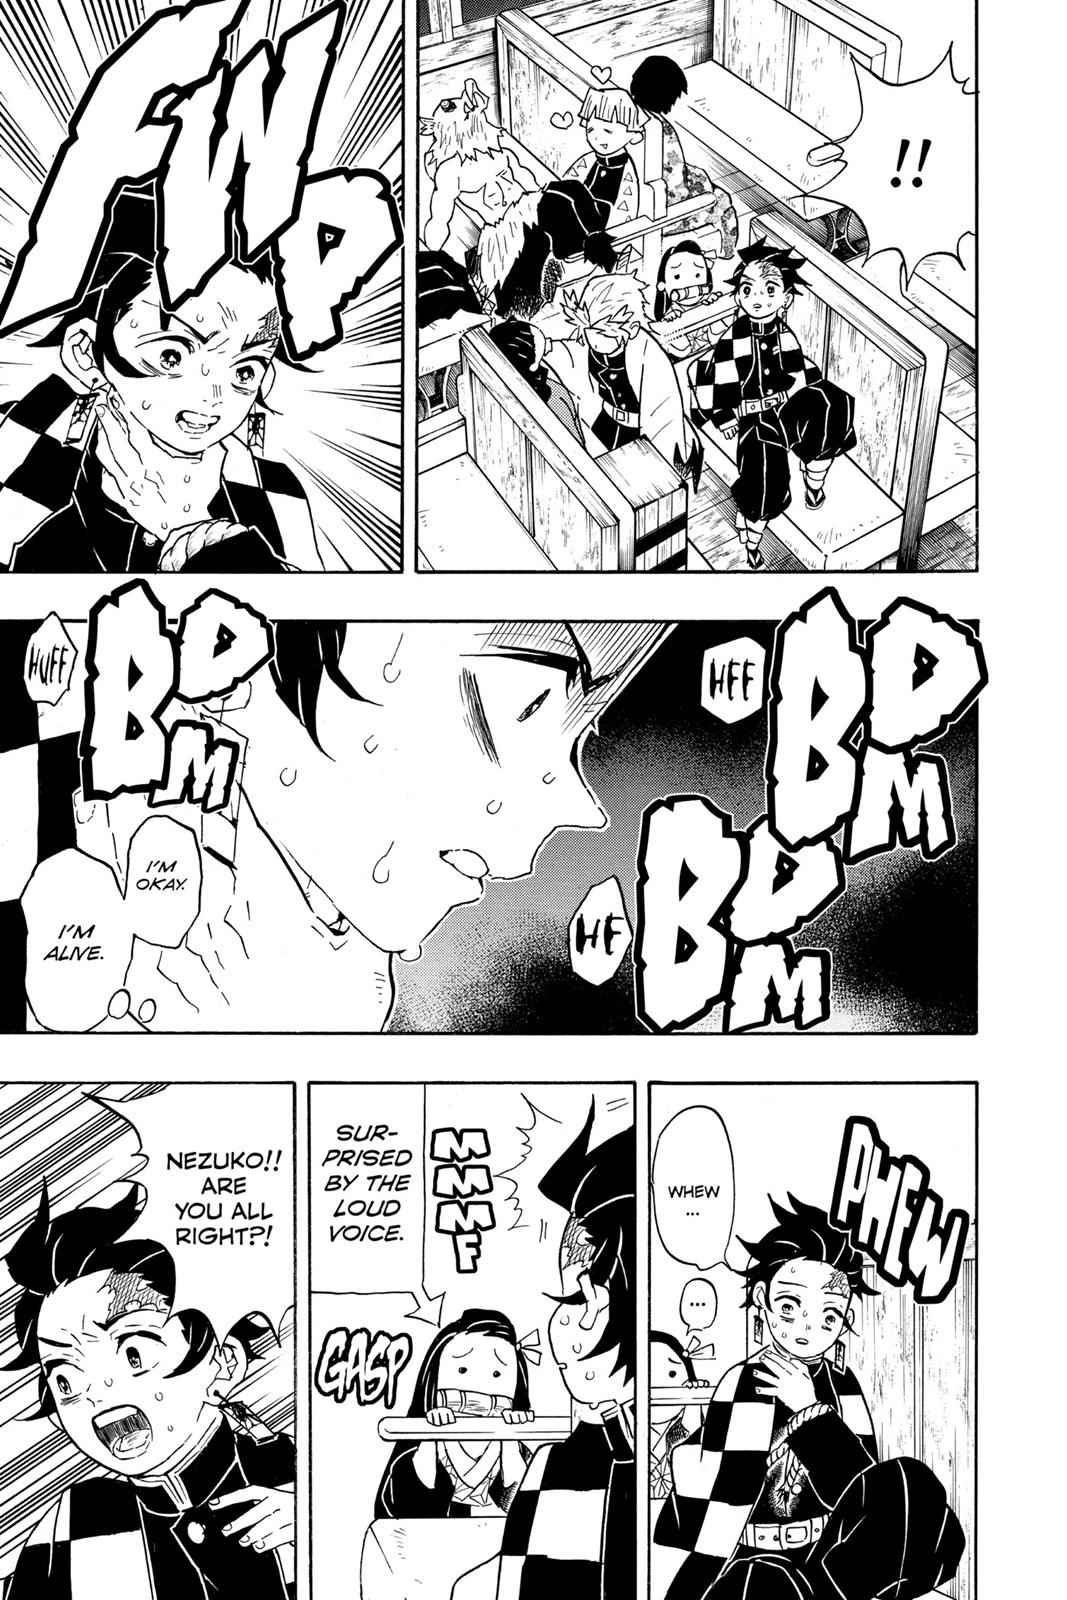 !!
FWP
BDM
HFF
BDM
HF
BDM
HUFF
I'M
OKAY.
I'M
ALIVE.
PHEW
WHEW
...
...
MMMF
SUR-
PRISED
BY THE
LOUD
VOICE.
GASP
NEZUKO!!
ARE
YOU ALL
RIGHT?!